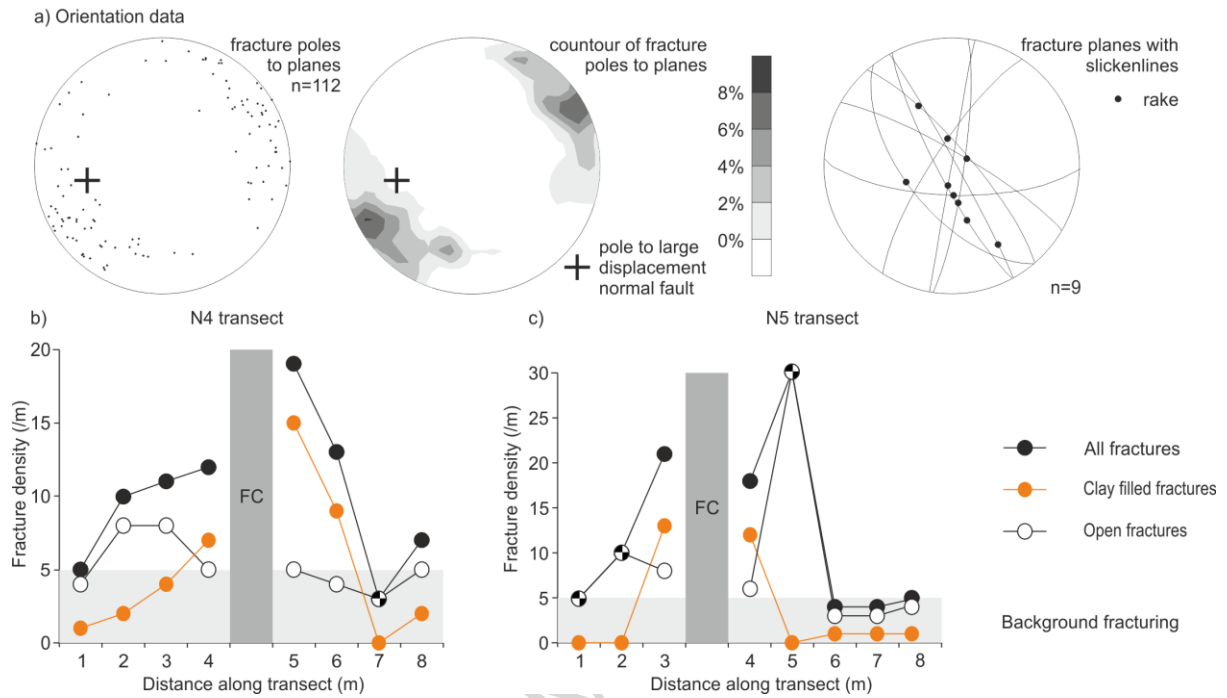 a) Orientation data
fracture poles
to planes
n=112
countour of fracture
poles to planes
8%
6%
4%
2%
0%
pole to large
displacement
normal fault
fracture planes with
slickenlines
rake
n=9
b)
N4 transect
20
15
10
5
0
Fracture density (/m)
FC
1 2 3 4 5 6 7 8
Distance along transect (m)
c)
N5 transect
30
25
20
15
10
5
0
Fracture density (/m)
FC
1 2 3 4 5 6 7 8
Distance along transect (m)
All fractures
Clay filled fractures
Open fractures
Background fracturing